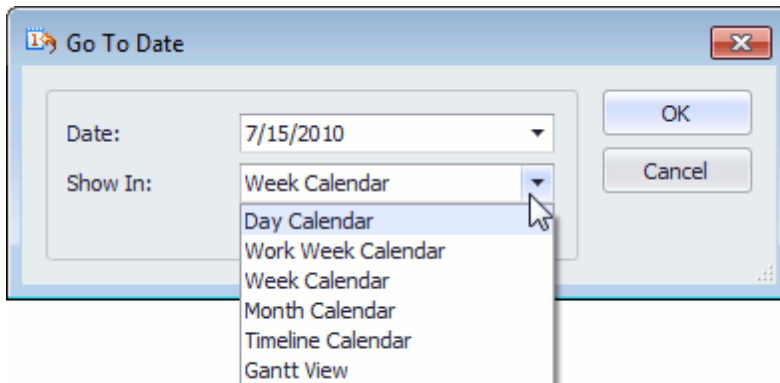 Go To Date
Date: 7/15/2010 OK
Show In: Week Calendar Cancel
Day Calendar
Work Week Calendar
Week Calendar
Month Calendar
Timeline Calendar
Gantt View